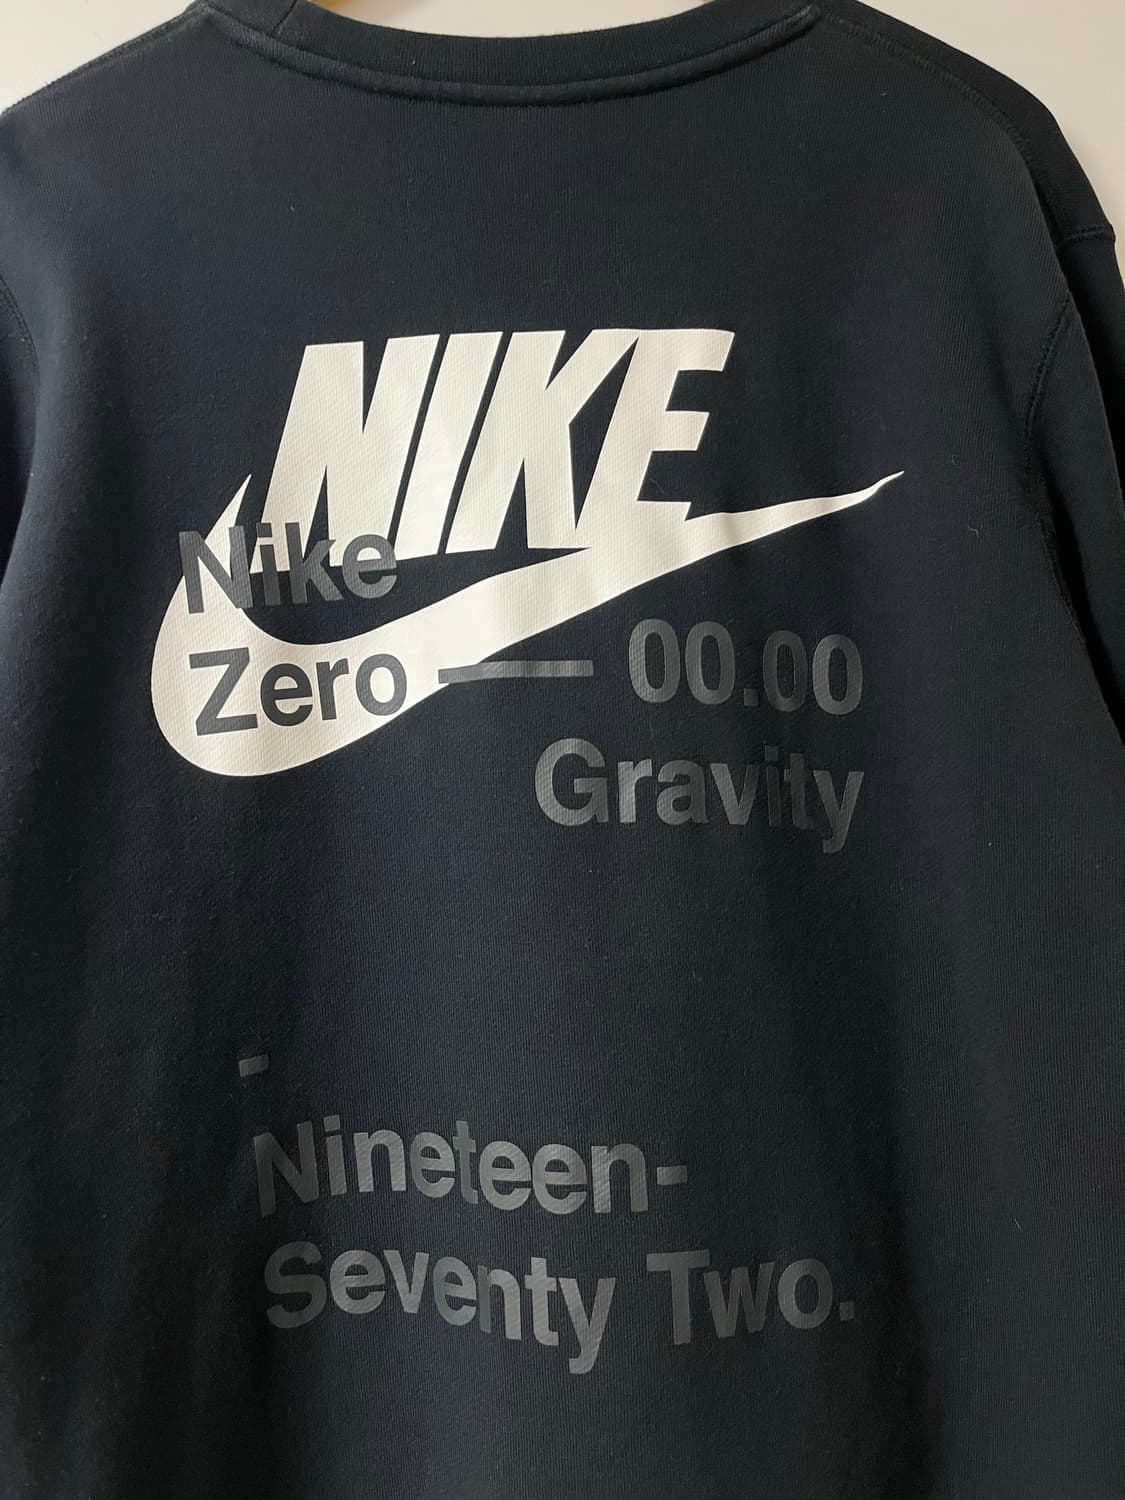 NIKE
Nike
Zero — 00.00
Gravity
-
Nineteen-
Seventy Two.